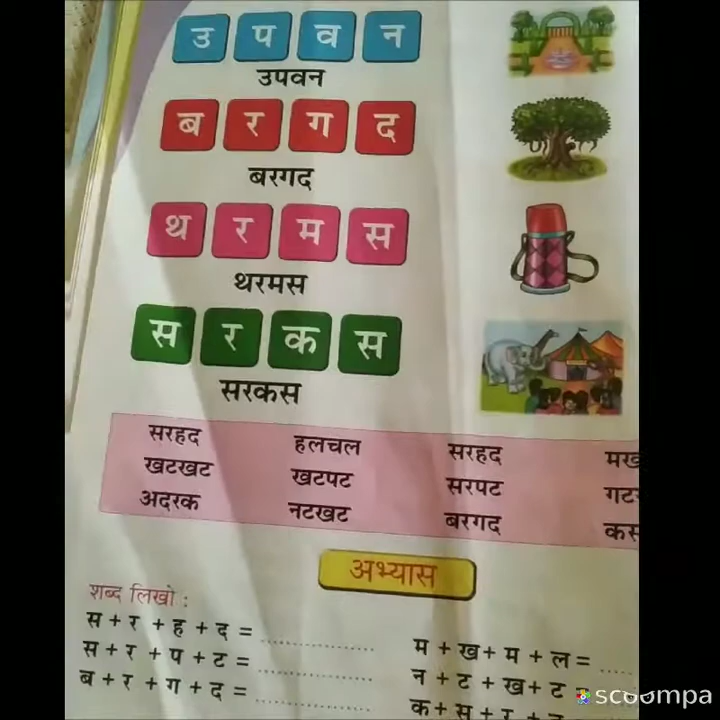 उ प व न
उपवन
ब र ग द
बरगद
थ र म स
थरमस
स र क स
सरकस
सरहद हलचल सरहद
खटखट खटपट सरपट
अदरक नटखट बरगद
अभ्यास
शब्द लिखो :
स + र + ह + द = ..................
स + र + प + ट = ..................
ब + र + ग + द = ..................
म + ख + म + ल = .....
न + ट + ख + ट =
क + स + र +
scoompa